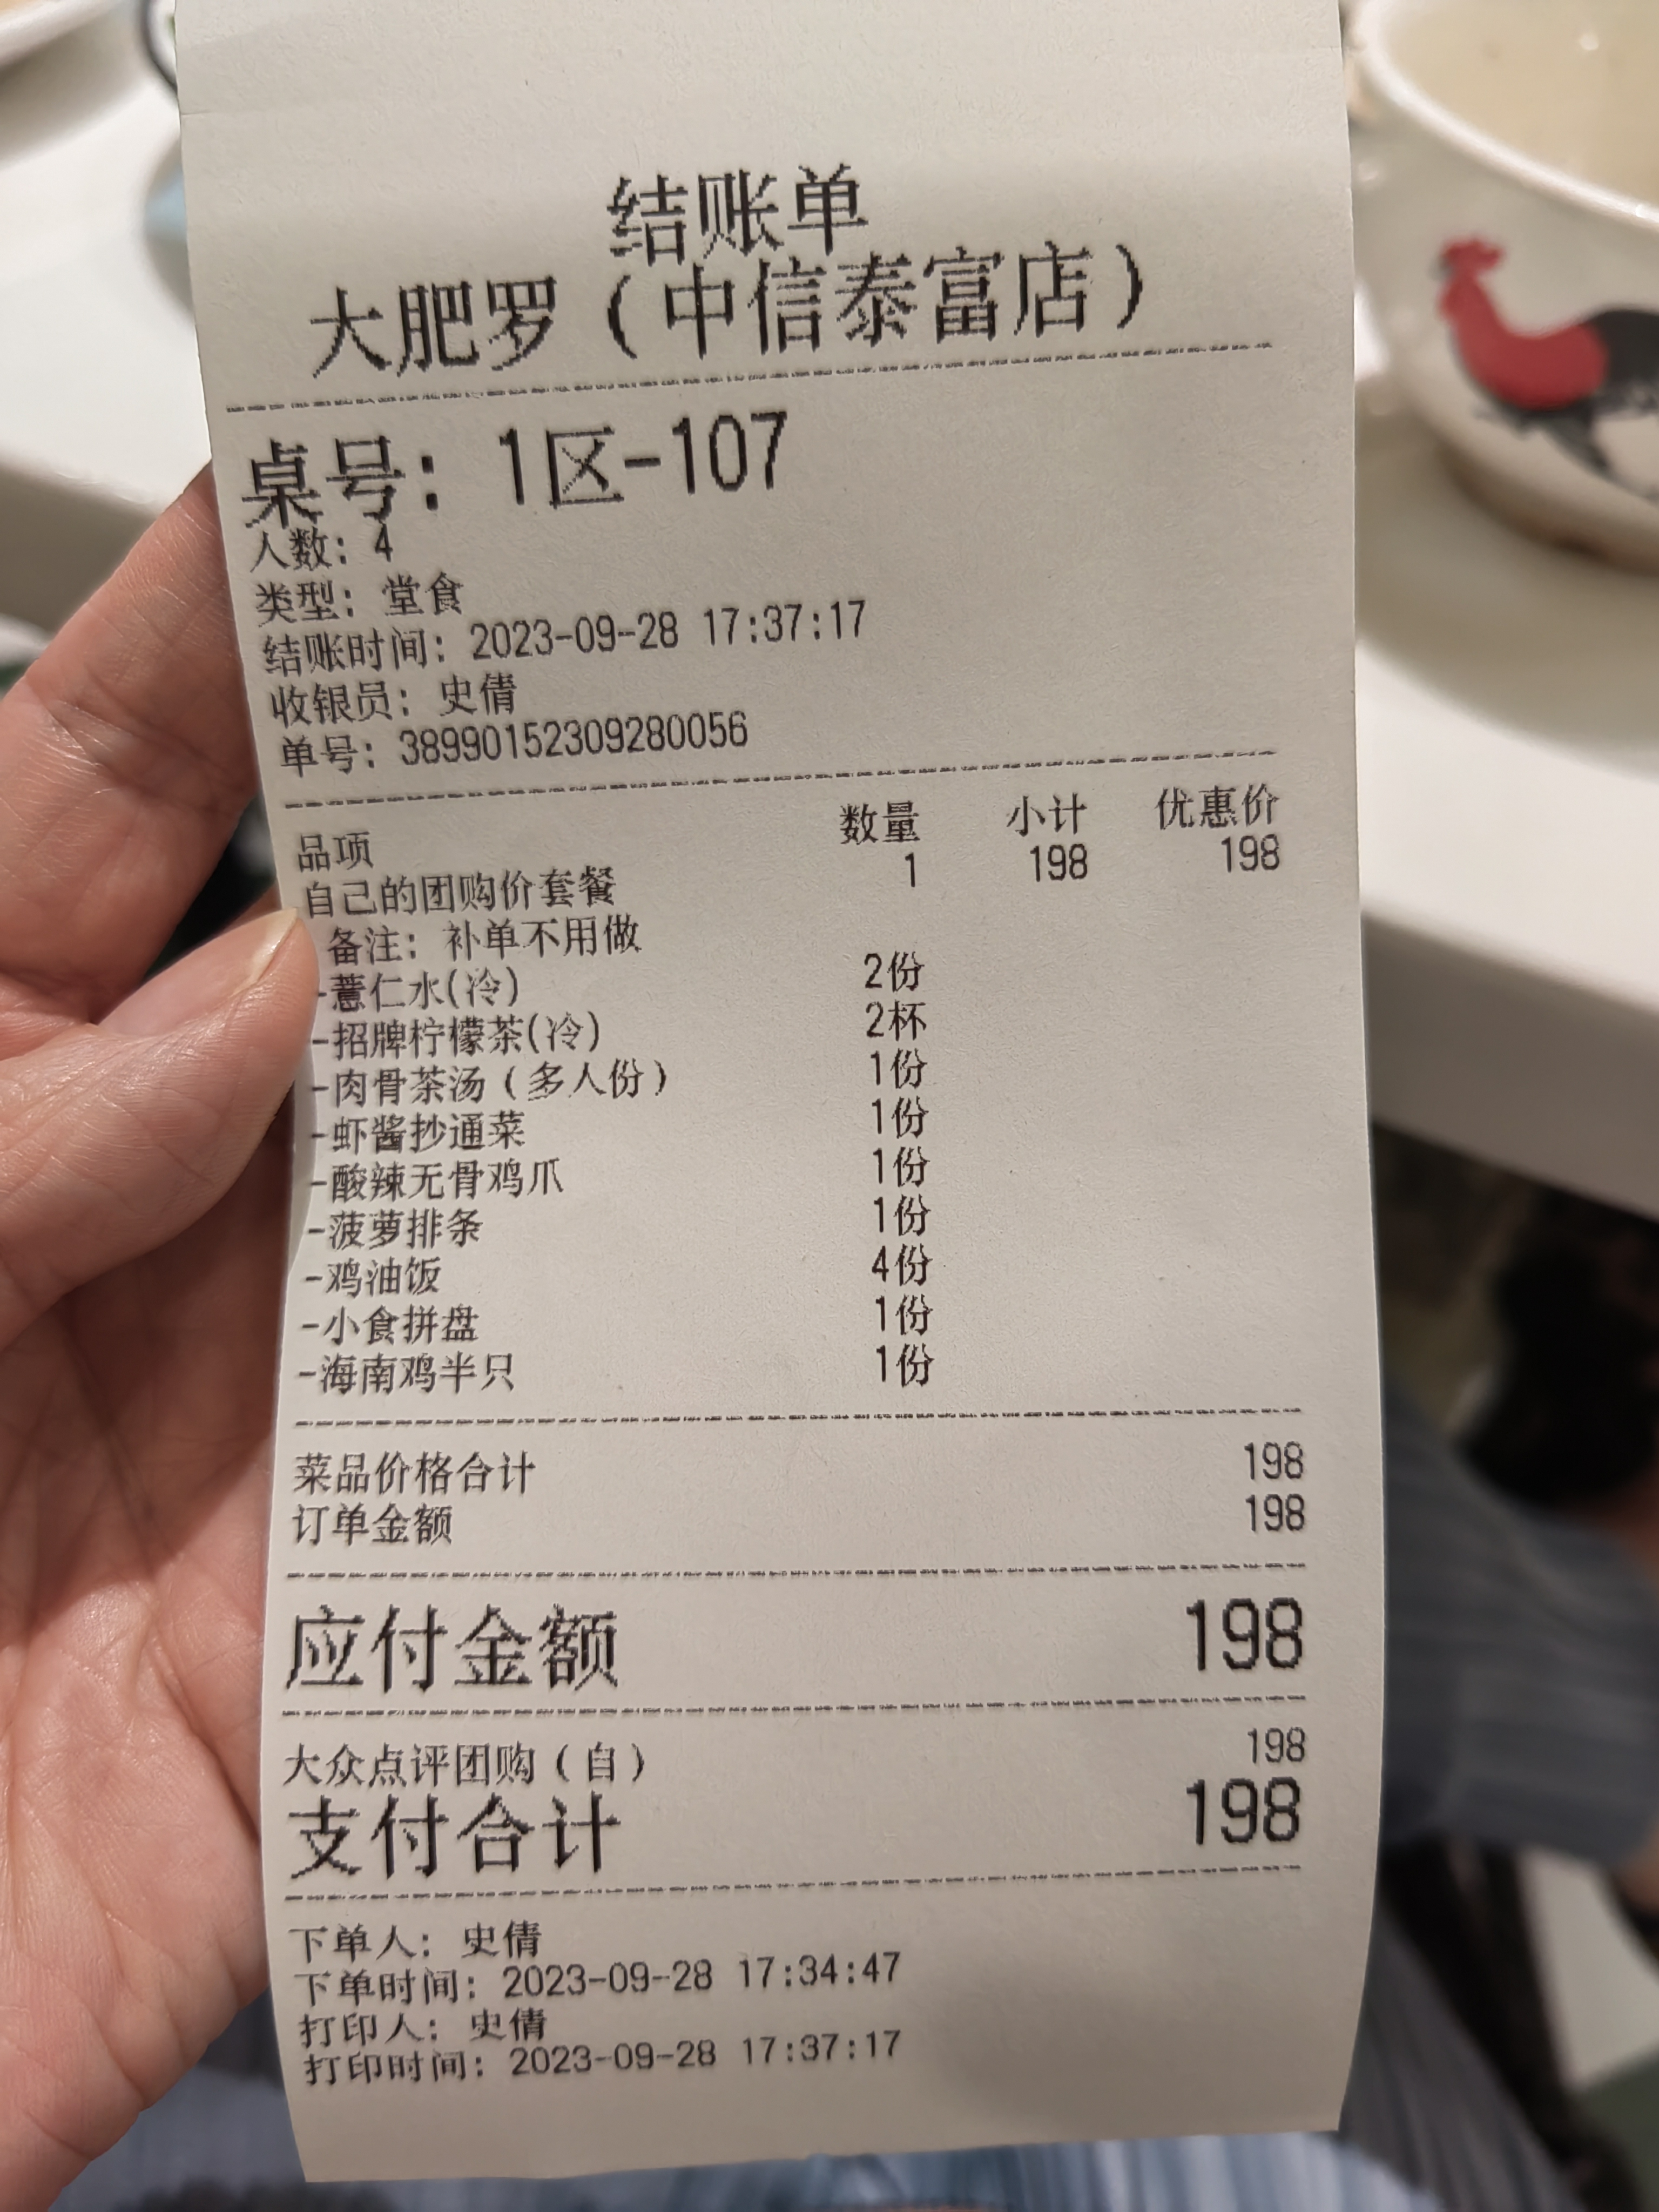 结账单
大肥罗（中信泰富店）
桌号：1区-107
人数：4
类型：堂食
结账时间：2023-09-28 17:37:17
收银员：史倩
单号：38990152309280056
品项 数量 小计 优惠价
自己的团购价套餐 1 198 198
备注：补单不用做
-薏仁水(冷) 2份
-招牌柠檬茶(冷) 2杯
-肉骨茶汤（多人份） 1份
-虾酱抄通菜 1份
-酸辣无骨鸡爪 1份
-菠萝排条 1份
-鸡油饭 4份
-小食拼盘 1份
-海南鸡半只 1份
菜品价格合计 198
订单金额 198
应付金额 198
大众点评团购（自） 198
支付合计 198
下单人：史倩
下单时间：2023-09-28 17:34:47
打印人：史倩
打印时间：2023-09-28 17:37:17